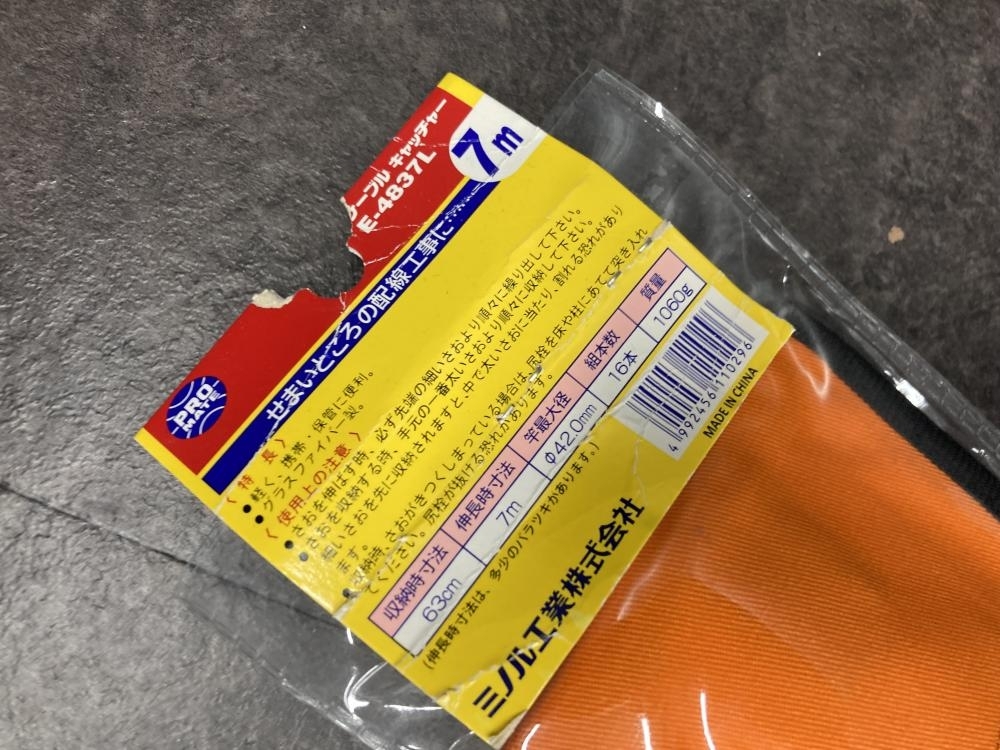 ケーブル キャッチャー
E-4837L
7m
せまいところの配線工事に…
PRO
MATE
〈特 長〉
●軽く、携帯、保管に便利。
●グラスファイバー製。
〈使用上の注意〉
●さおを伸ばす時、必ず先端の細いさおより順々に繰り出して下さい。
●さおを収納する時、手元の一番太いさおより順々に収納して下さい。
細いさおを先に収納されますと、中で太いさおに当たり、割れる恐れがあり
ます。
●収納時、さおがきつくしまっている場合は、尻栓を床や柱にあてて突き入れ
てください。尻栓が抜ける恐れがあります。
収納時寸法 伸長時寸法 竿最大径 組本数 質量
63cm 7m Φ42.0mm 16本 1060g
(伸長時寸法は、多少のバラツキがあります。)
4 992456 110296
MADE IN CHINA
ミノル工業株式会社